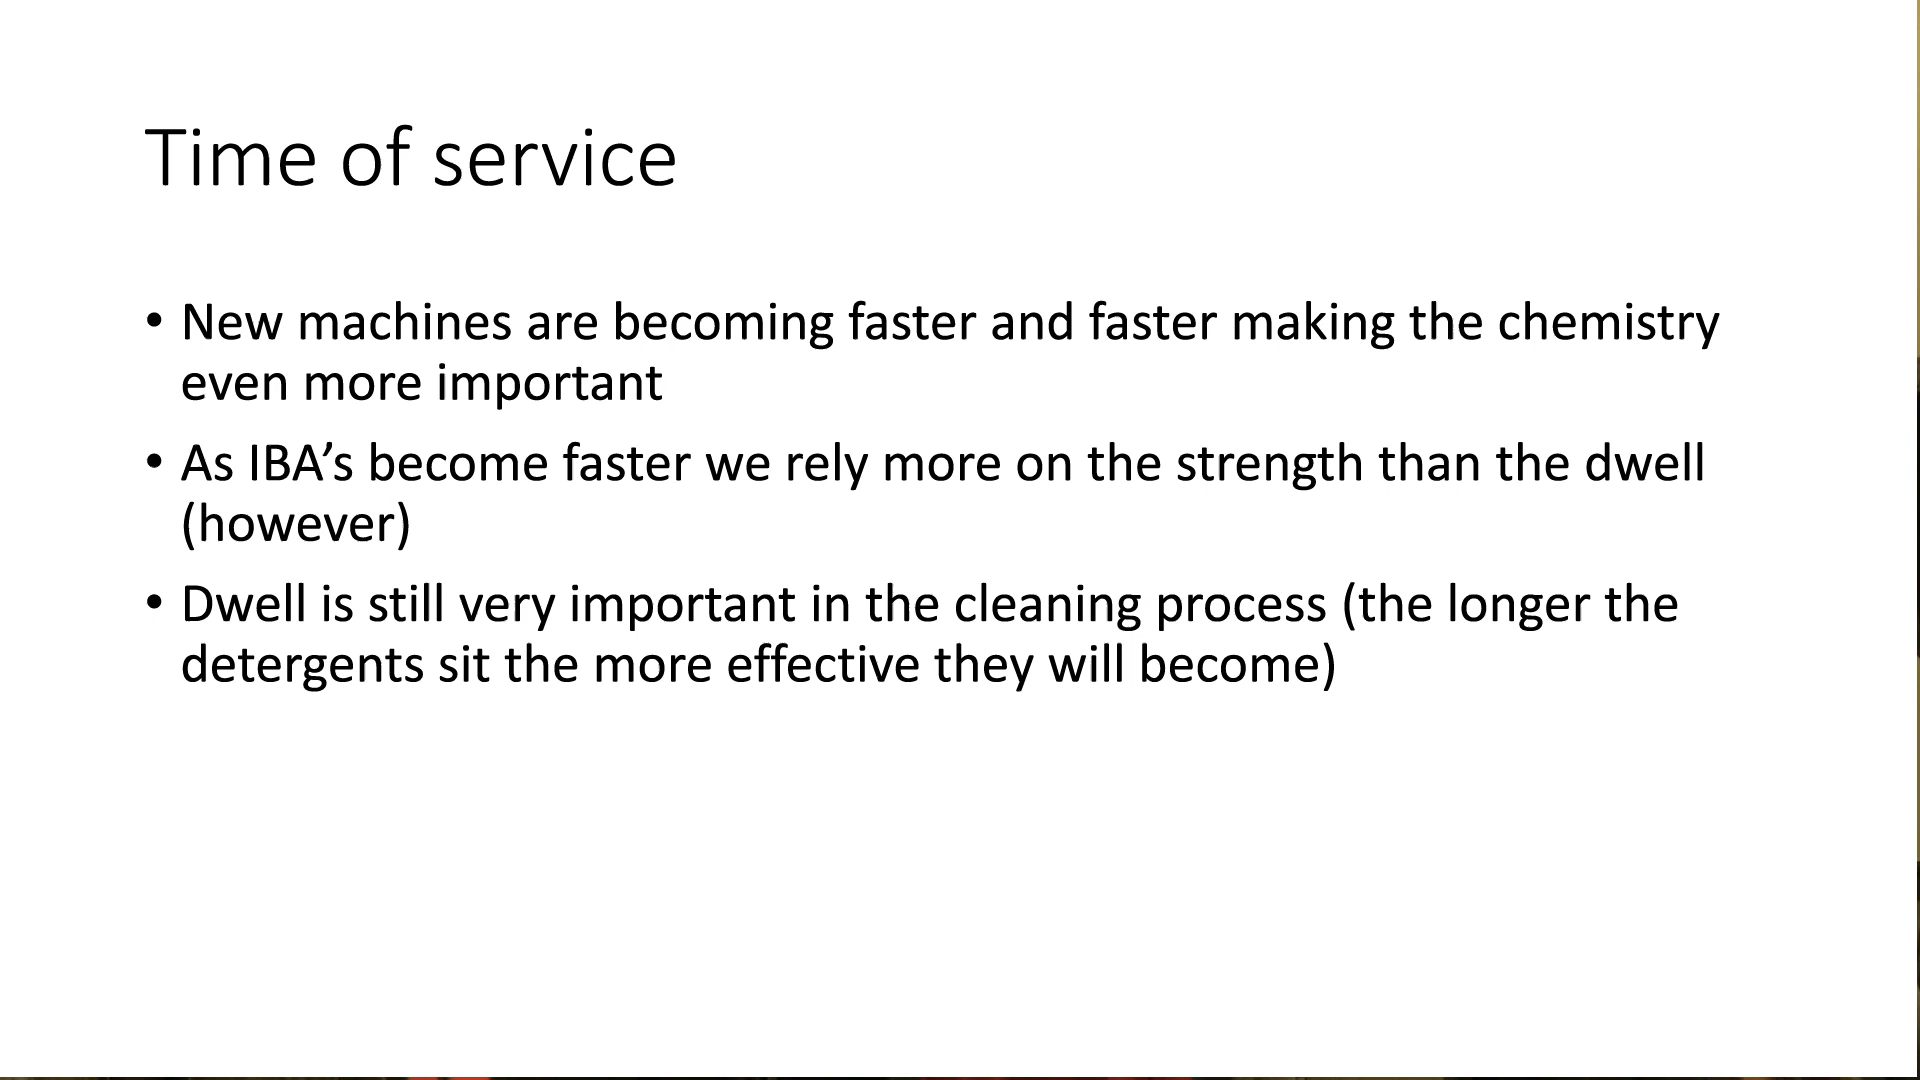 Time of service
• New machines are becoming faster and faster making the chemistry
even more important
• As IBA’s become faster we rely more on the strength than the dwell
(however)
• Dwell is still very important in the cleaning process (the longer the
detergents sit the more effective they will become)